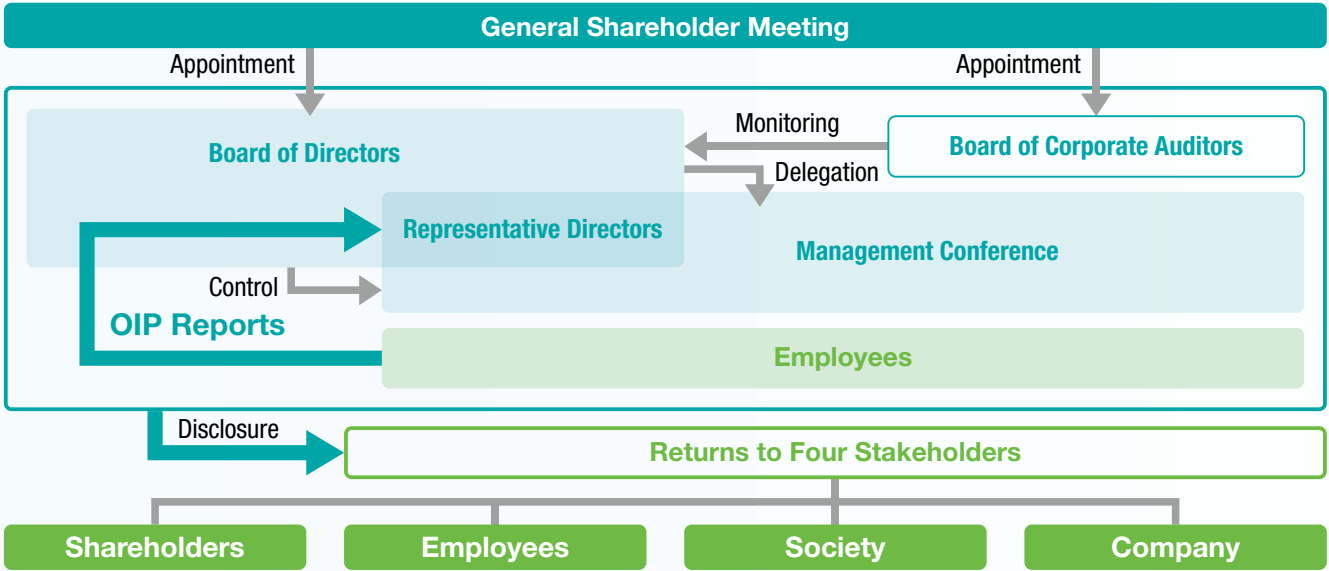 General Shareholder Meeting
Appointment
Appointment
Board of Directors
Monitoring
Board of Corporate Auditors
Delegation
Representative Directors
Management Conference
Control
OIP Reports
Employees
Disclosure
Returns to Four Stakeholders
Shareholders
Employees
Society
Company